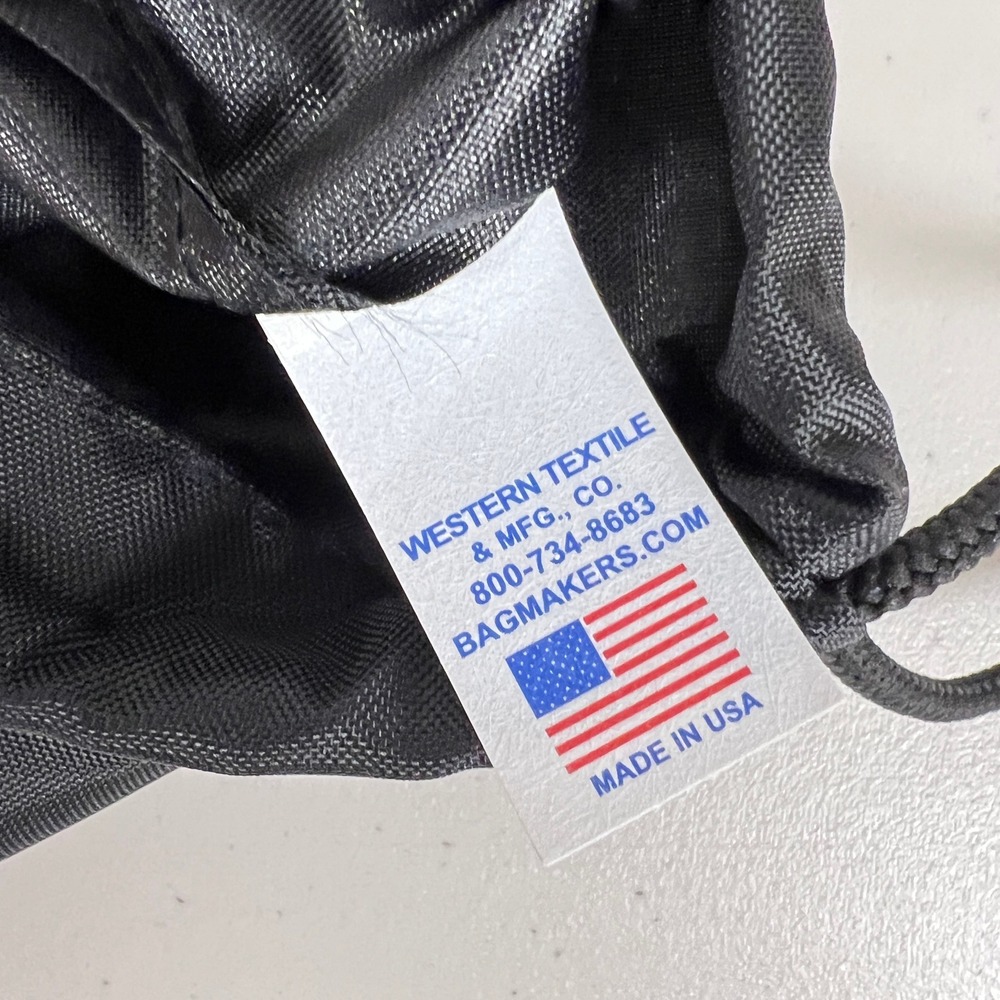 WESTERN TEXTILE
& MFG., CO.
800-734-8683
BAGMAKERS.COM
MADE IN USA